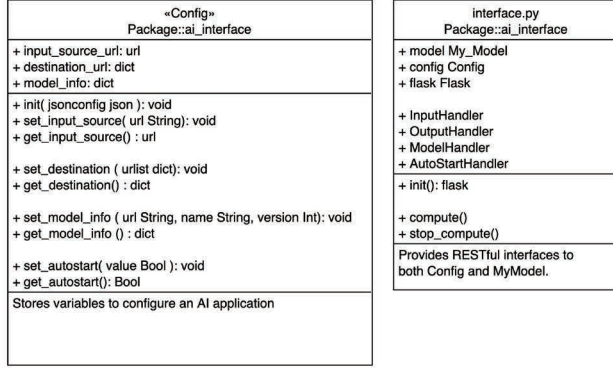 «Config»
Package::ai_interface
+ input_source_url: url
+ destination_url: dict
+ model_info: dict
+ init( jsonconfig json ): void
+ set_input_source( url String): void
+ get_input_source() : url
+ set_destination ( urlist dict): void
+ get_destination() : dict
+ set_model_info ( url String, name String, version Int): void
+ get_model_info () : dict
+ set_autostart( value Bool ): void
+ get_autostart(): Bool
Stores variables to configure an AI application
interface.py
Package::ai_interface
+ model My_Model
+ config Config
+ flask Flask
+ InputHandler
+ OutputHandler
+ ModelHandler
+ AutoStartHandler
+ init(): flask
+ compute()
+ stop_compute()
Provides RESTful interfaces to
both Config and MyModel.